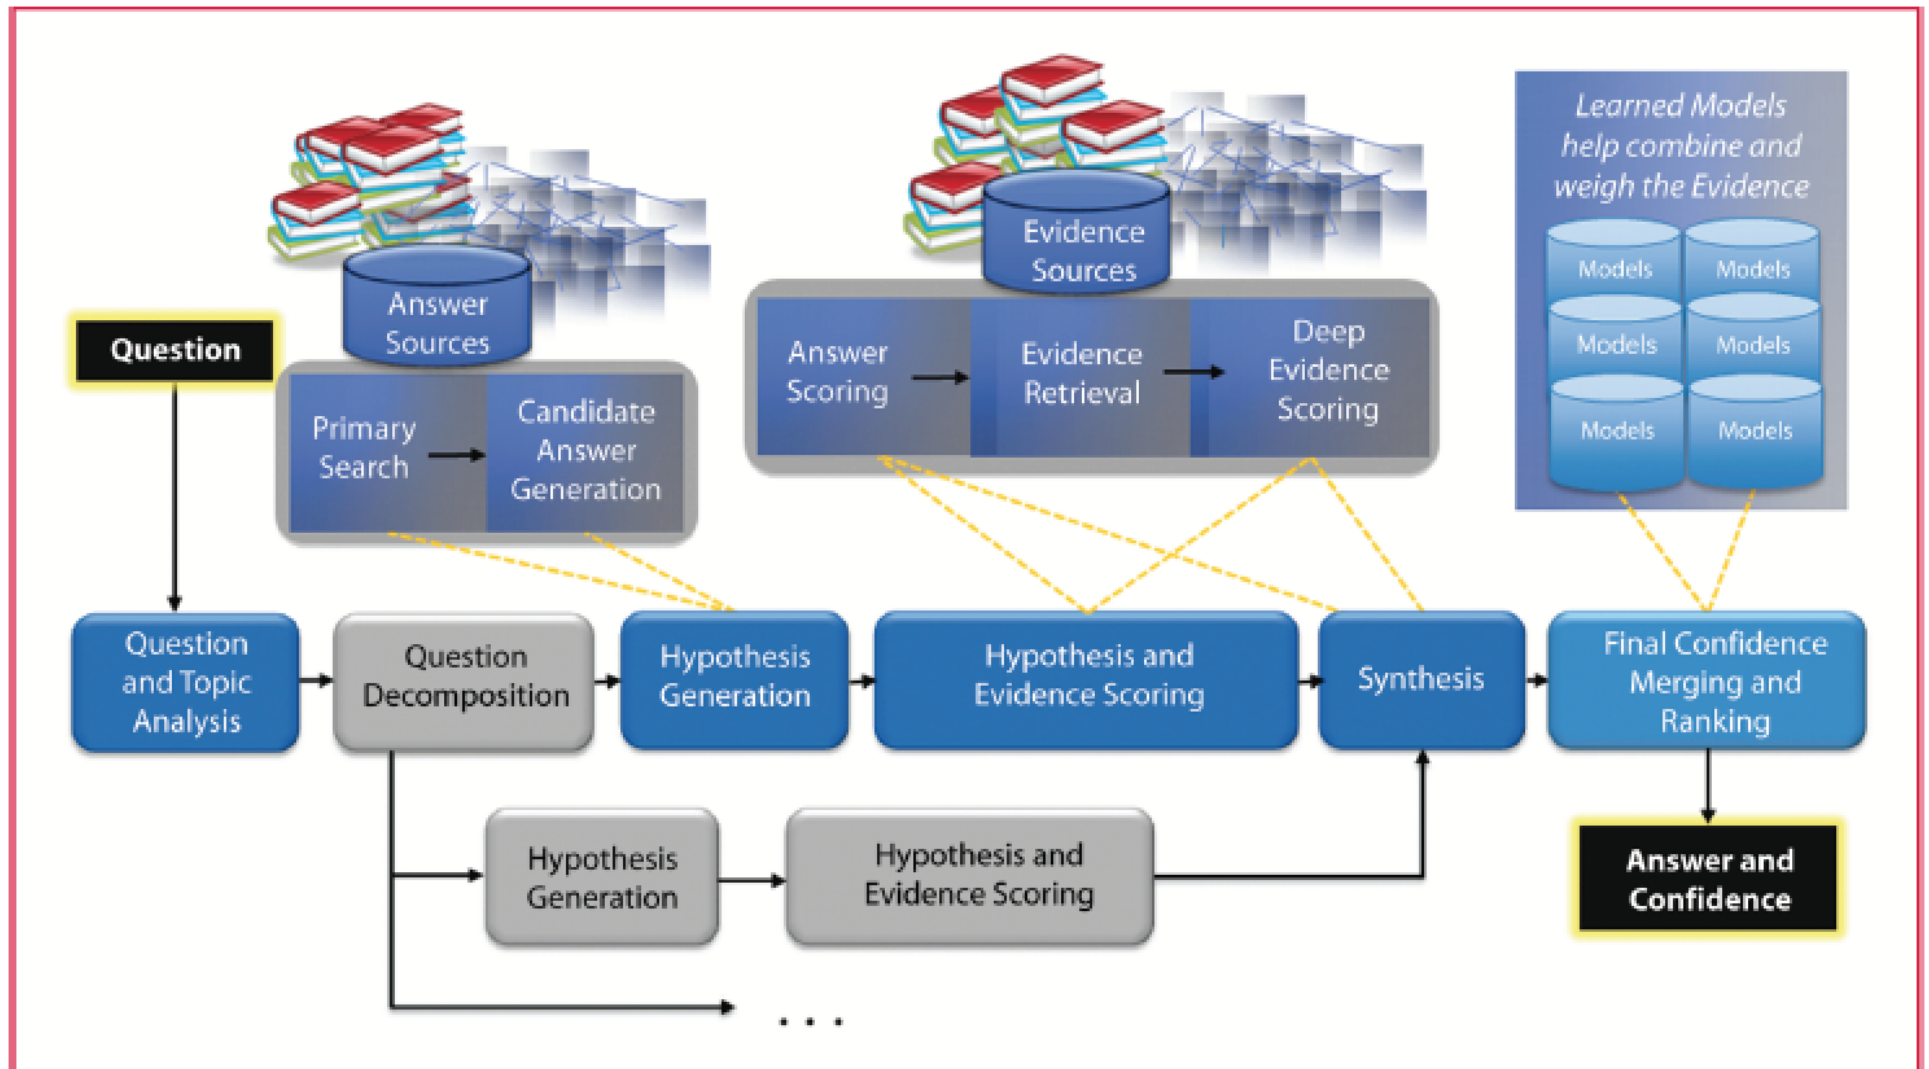 Learned Models
help combine and
weigh the Evidence
Models
Models
Models
Models
Models
Models
Evidence
Sources
Answer
Sources
Question
Primary
Search
Candidate
Answer
Generation
Answer
Scoring
Evidence
Retrieval
Deep
Evidence
Scoring
Question
and Topic
Analysis
Question
Decomposition
Hypothesis
Generation
Hypothesis and
Evidence Scoring
Synthesis
Final Confidence
Merging and
Ranking
Hypothesis
Generation
Hypothesis and
Evidence Scoring
Answer and
Confidence
. . .